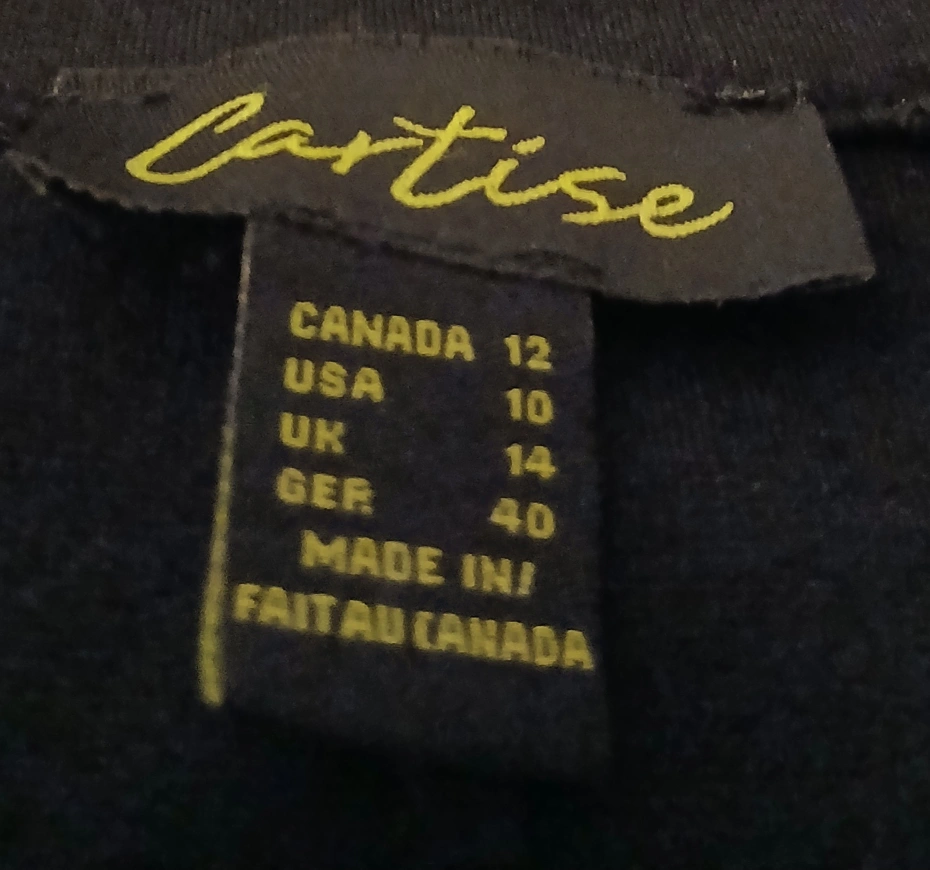 Cartise
CANADA 12
USA 10
UK 14
GER. 40
MADE IN/
FAIT AU CANADA